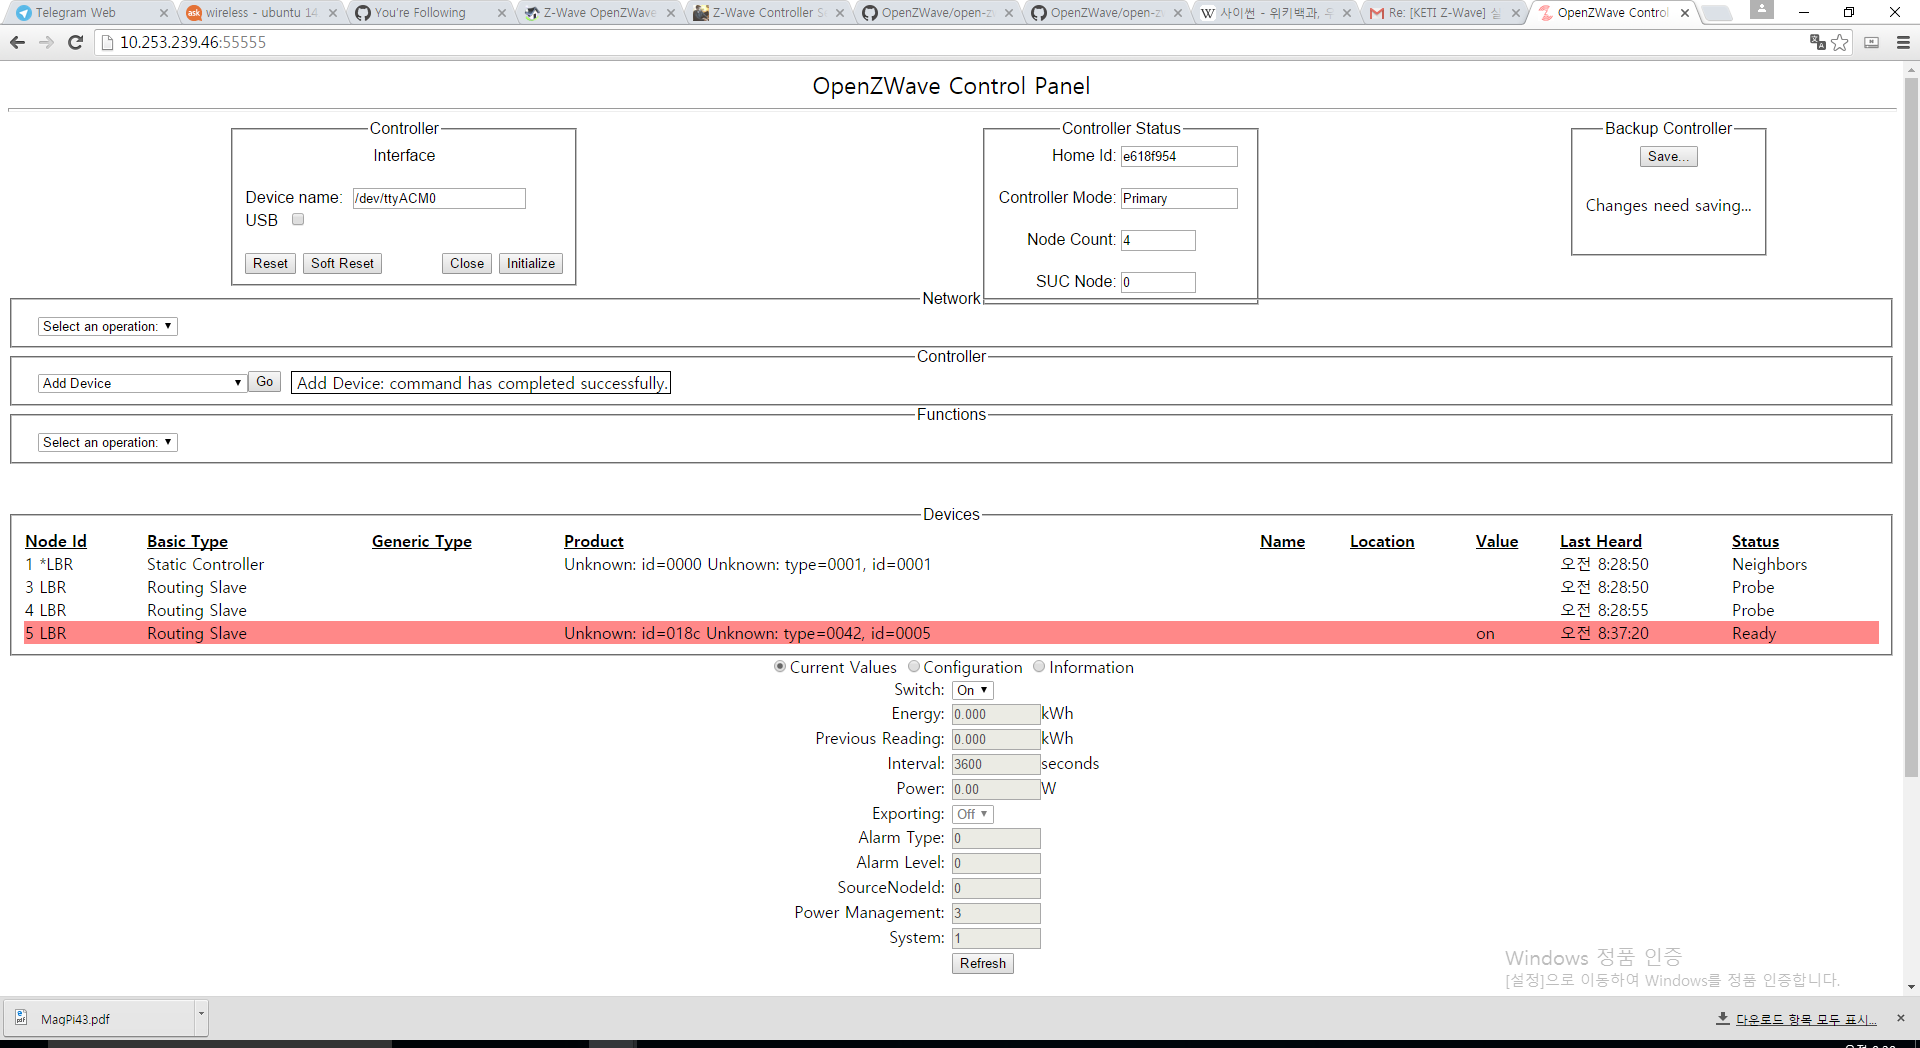 Telegram Web
ask wireless - ubuntu 14
You're Following
Z-Wave OpenZWave
Z-Wave Controller S
OpenZWave/open-z
OpenZWave/open-z
W 사이썬 - 위키백과,
Re: [KETI Z-Wave] 실
OpenZWave Control
10.253.239.46:55555
OpenZWave Control Panel
Controller
Interface
Device name: /dev/ttyACM0
USB
Reset Soft Reset Close Initialize
Controller Status
Home Id: e618f954
Controller Mode: Primary
Node Count: 4
SUC Node: 0
Backup Controller
Save...
Changes need saving...
Network
Select an operation:
Controller
Add Device Go Add Device: command has completed successfully.
Functions
Select an operation:
Devices
Node Id Basic Type Generic Type Product Name Location Value Last Heard Status
1 *LBR Static Controller Unknown: id=0000 Unknown: type=0001, id=0001 오전 8:28:50 Neighbors
3 LBR Routing Slave 오전 8:28:50 Probe
4 LBR Routing Slave 오전 8:28:55 Probe
5 LBR Routing Slave Unknown: id=018c Unknown: type=0042, id=0005 on 오전 8:37:20 Ready
Current Values Configuration Information
Switch: On
Energy: 0.000 kWh
Previous Reading: 0.000 kWh
Interval: 3600 seconds
Power: 0.00 W
Exporting: Off
Alarm Type: 0
Alarm Level: 0
SourceNodeId: 0
Power Management: 3
System: 1
Refresh
Windows 정품 인증
[설정]으로 이동하여 Windows를 정품 인증합니다.
MagPi43.pdf
다운로드 항목 모두 표시...